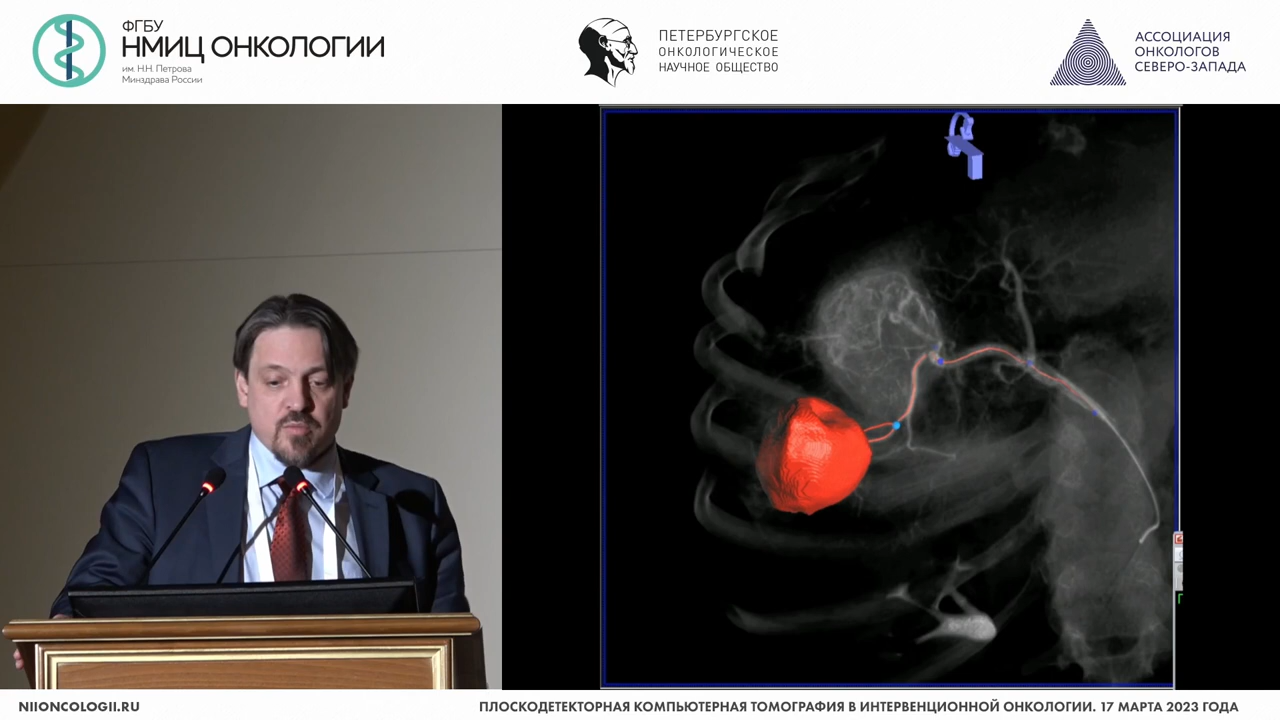 ФГБУ
НМИЦ ОНКОЛОГИИ
им. Н.Н. Петрова
Минздрава России
ПЕТЕРБУРГСКОЕ
ОНКОЛОГИЧЕСКОЕ
НАУЧНОЕ ОБЩЕСТВО
АССОЦИАЦИЯ
ОНКОЛОГОВ
СЕВЕРО-ЗАПАДА
NIIONCOLOGII.RU
ПЛОСКОДЕТЕКТОРНАЯ КОМПЬЮТЕРНАЯ ТОМОГРАФИЯ В ИНТЕРВЕНЦИОННОЙ ОНКОЛОГИИ. 17 МАРТА 2023 ГОДА